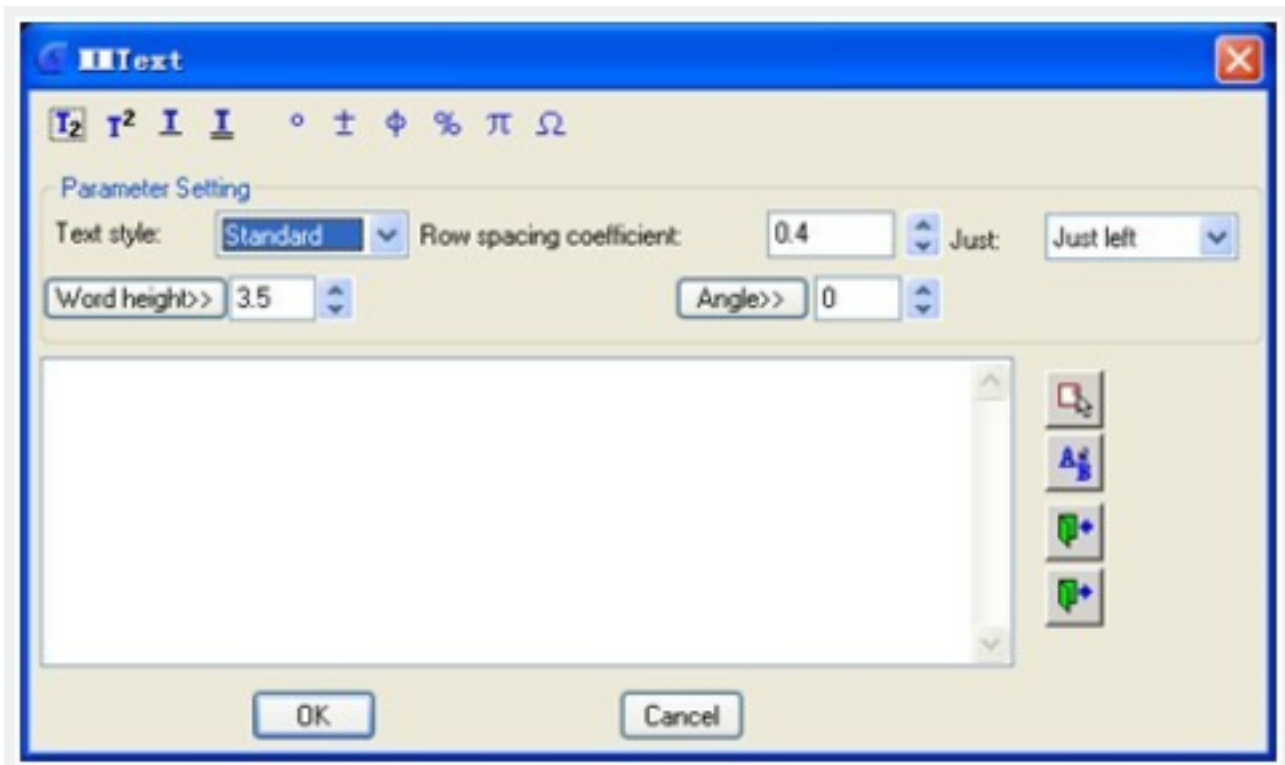 Text
T₂ T² T T ° ± ϕ % π Ω
Parameter Setting
Text style: Standard Row spacing coefficient: 0.4 Just: Just left
Word height>> 3.5 Angle>> 0
OK Cancel